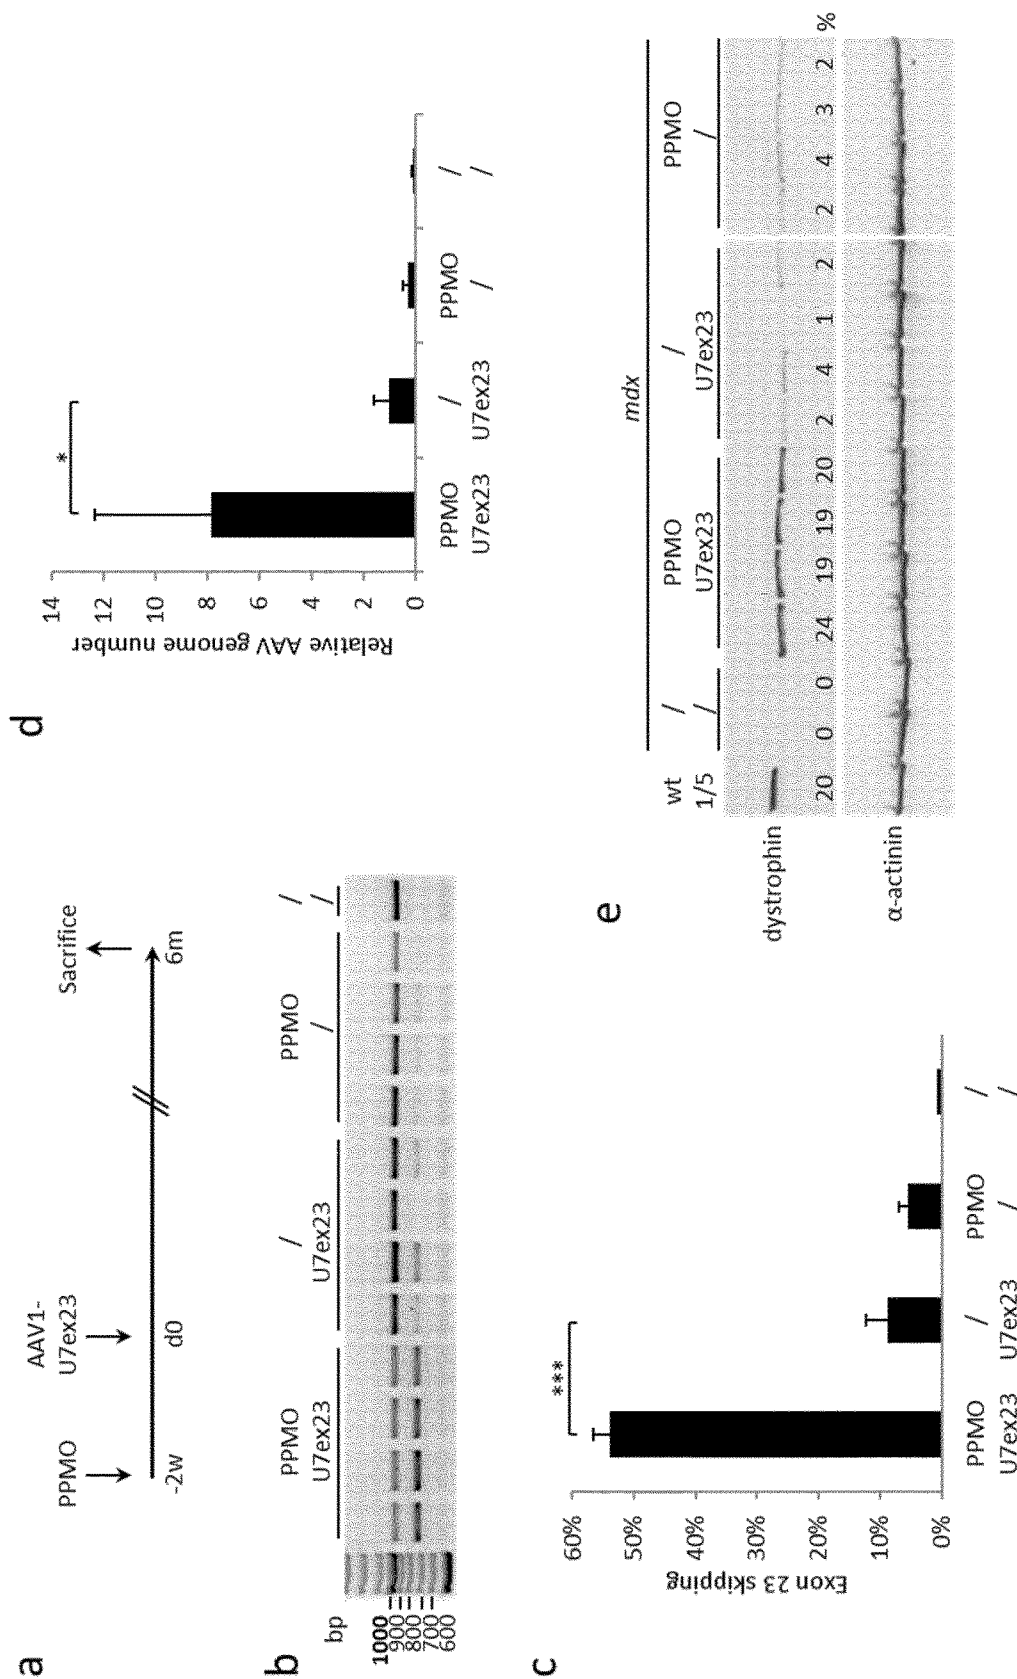 a
PPMO
AAV1-
U7ex23
Sacrifice
-2w
d0
6m
b
PPMO / PPMO /
U7ex23 U7ex23 / /
bp
1000
900
800
700
600
c
Exon 23 skipping
60%
50%
40%
30%
20%
10%
0%
***
PPMO / PPMO /
U7ex23 U7ex23 / /
d
Relative AAV genome number
14
12
10
8
6
4
2
0
*
PPMO / PPMO /
U7ex23 U7ex23 / /
e
mdx
wt / PPMO / PPMO
1/5 / U7ex23 U7ex23 /
dystrophin
20 0 0 24 19 19 20 2 4 1 2 2 4 3 2 %
α-actinin